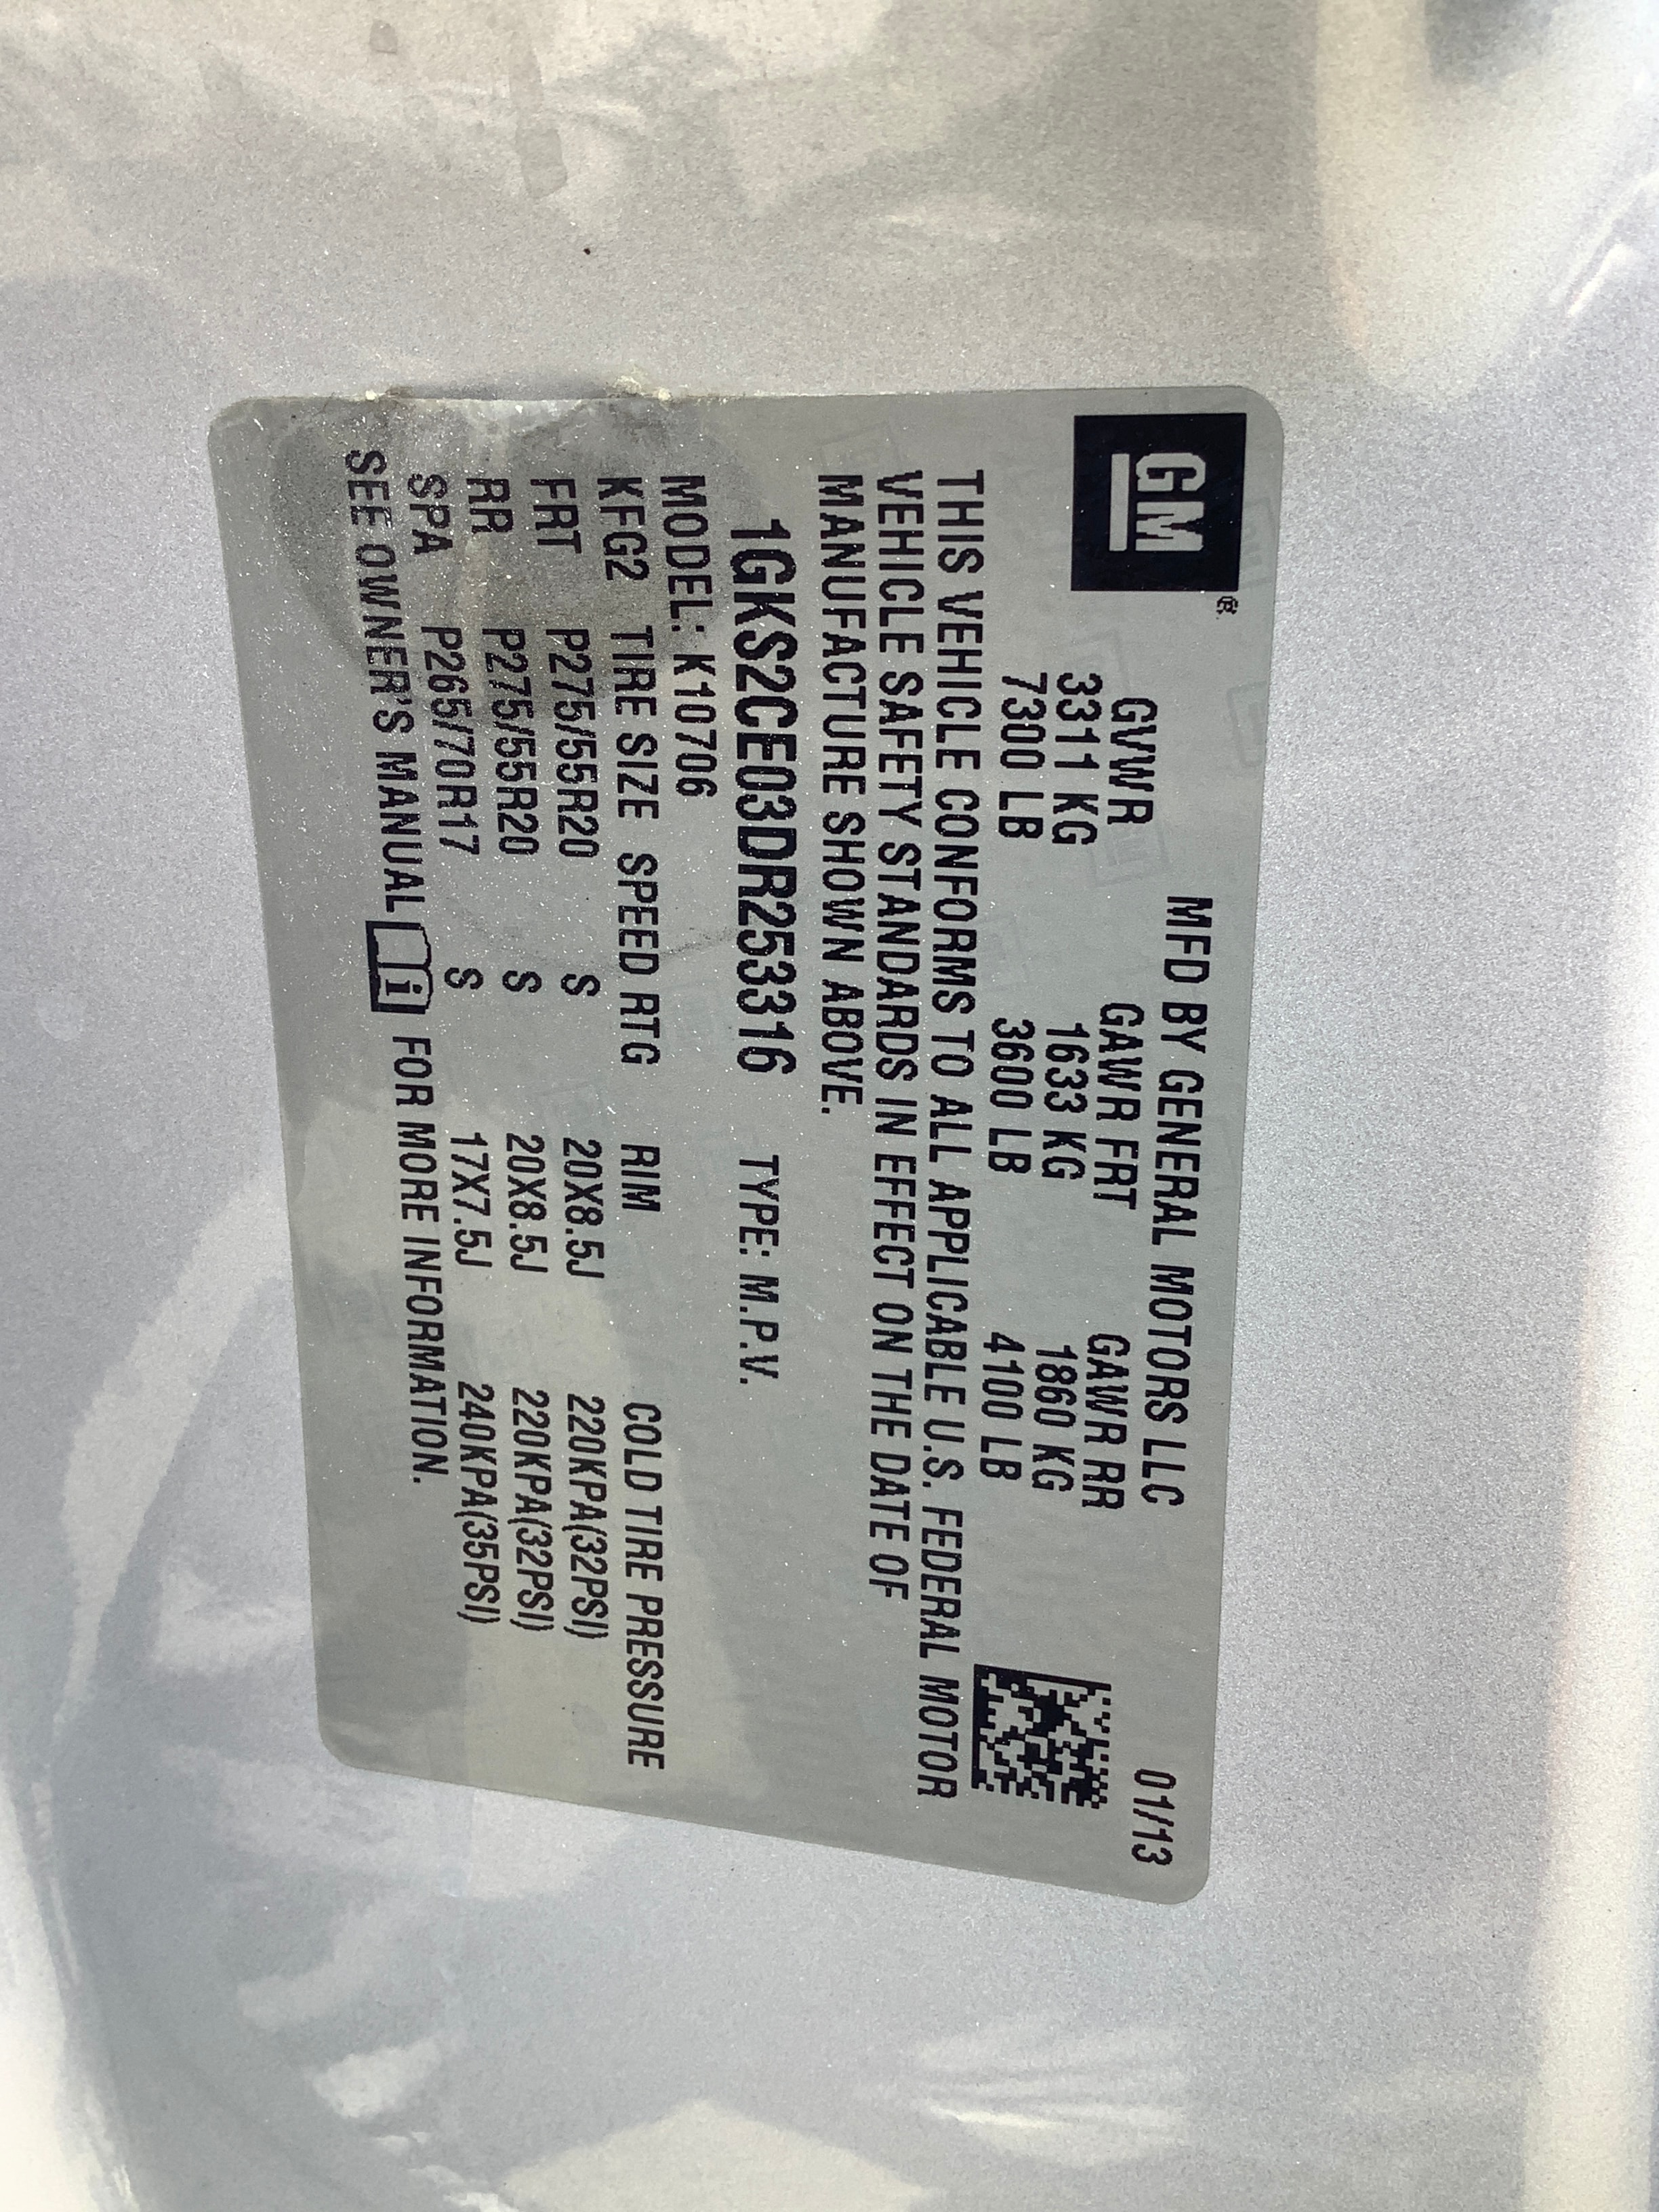 GM®
MFD BY GENERAL MOTORS LLC 01/13
GVWR GAWR FRT GAWR RR
3311 KG 1633 KG 1860 KG
7300 LB 3600 LB 4100 LB
THIS VEHICLE CONFORMS TO ALL APPLICABLE U.S. FEDERAL MOTOR
VEHICLE SAFETY STANDARDS IN EFFECT ON THE DATE OF
MANUFACTURE SHOWN ABOVE.
1GKS2CE03DR253316 TYPE: M.P.V.
MODEL: K10706
KFG2 TIRE SIZE SPEED RTG RIM COLD TIRE PRESSURE
FRT P275/55R20 S 20X8.5J 220KPA(32PSI)
RR P275/55R20 S 20X8.5J 220KPA(32PSI)
SPA P265/70R17 S 17X7.5J 240KPA(35PSI)
SEE OWNER'S MANUAL i FOR MORE INFORMATION.